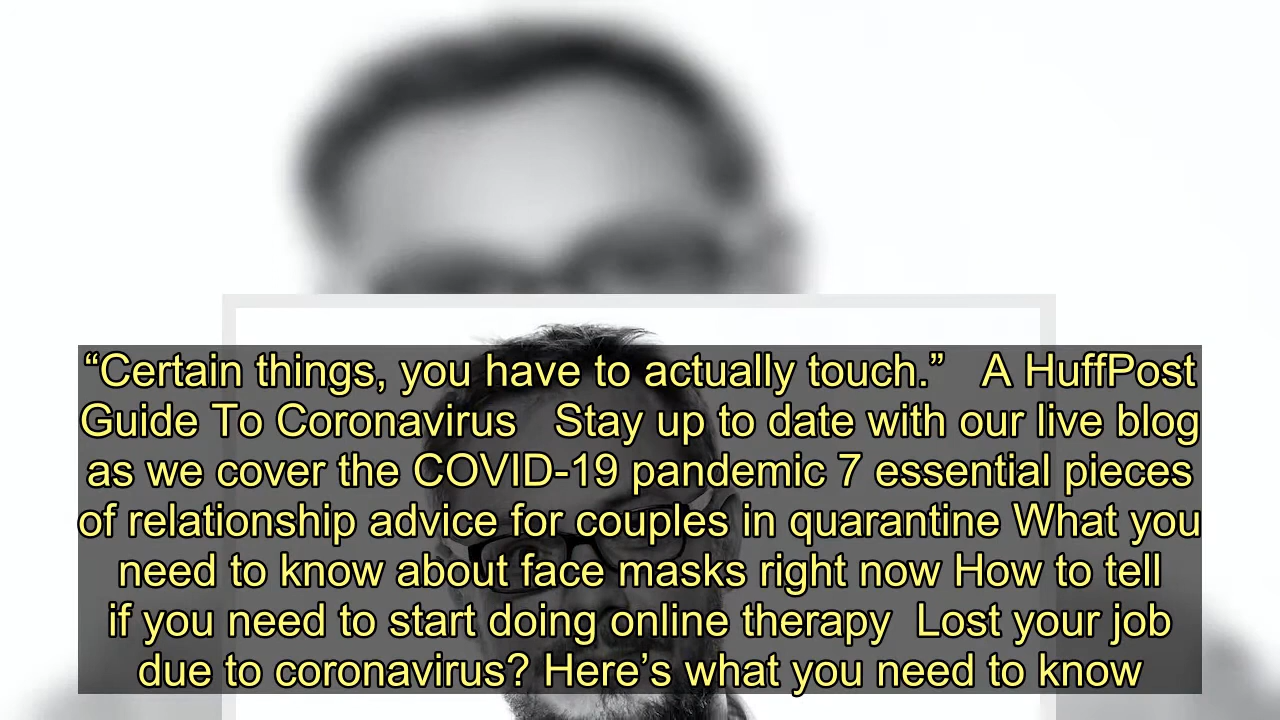 “Certain things, you have to actually touch.”   A HuffPost
Guide To Coronavirus   Stay up to date with our live blog
as we cover the COVID-19 pandemic 7 essential pieces
of relationship advice for couples in quarantine What you
need to know about face masks right now How to tell
if you need to start doing online therapy  Lost your job
due to coronavirus? Here’s what you need to know